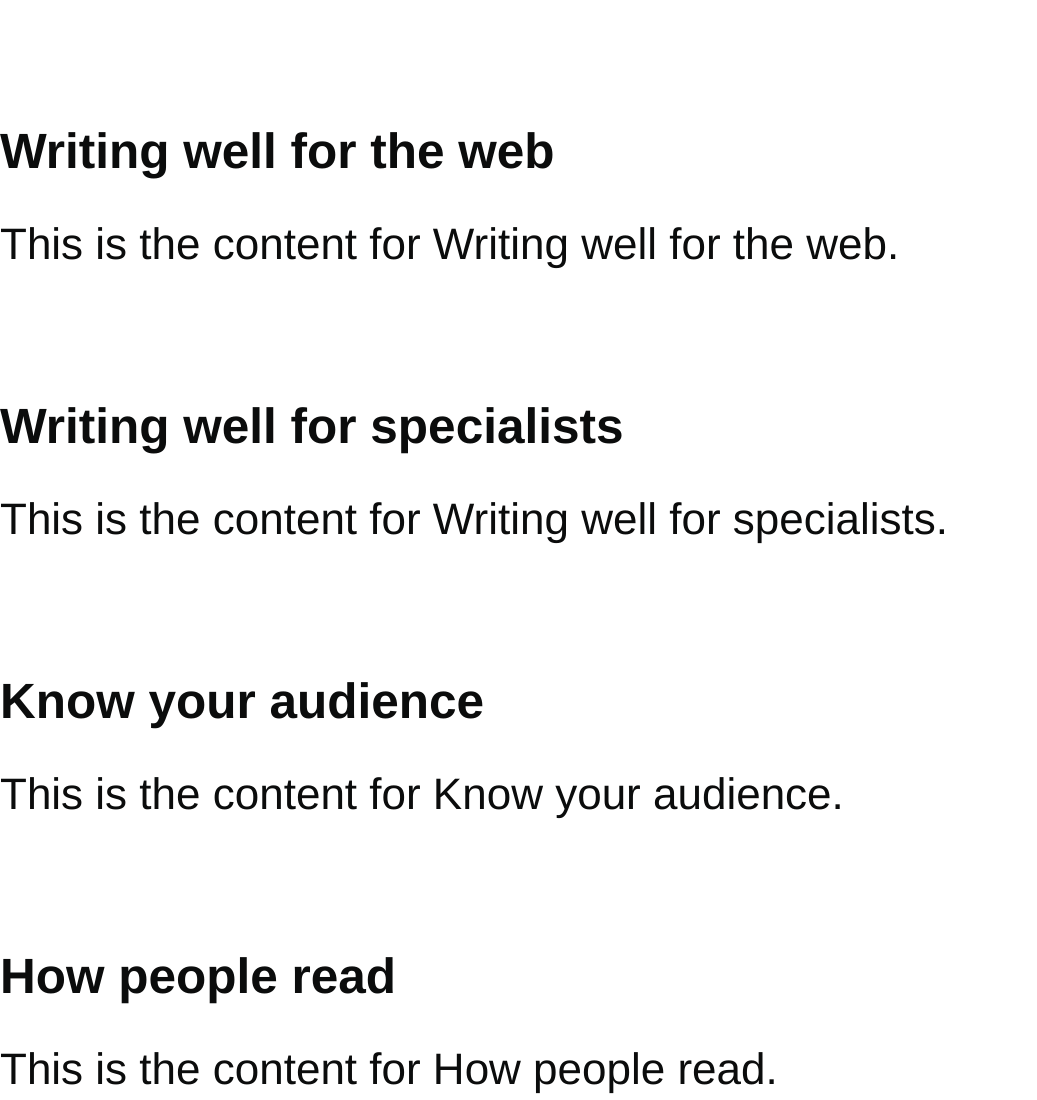 Writing well for the web
This is the content for Writing well for the web.
Writing well for specialists
This is the content for Writing well for specialists.
Know your audience
This is the content for Know your audience.
How people read
This is the content for How people read.